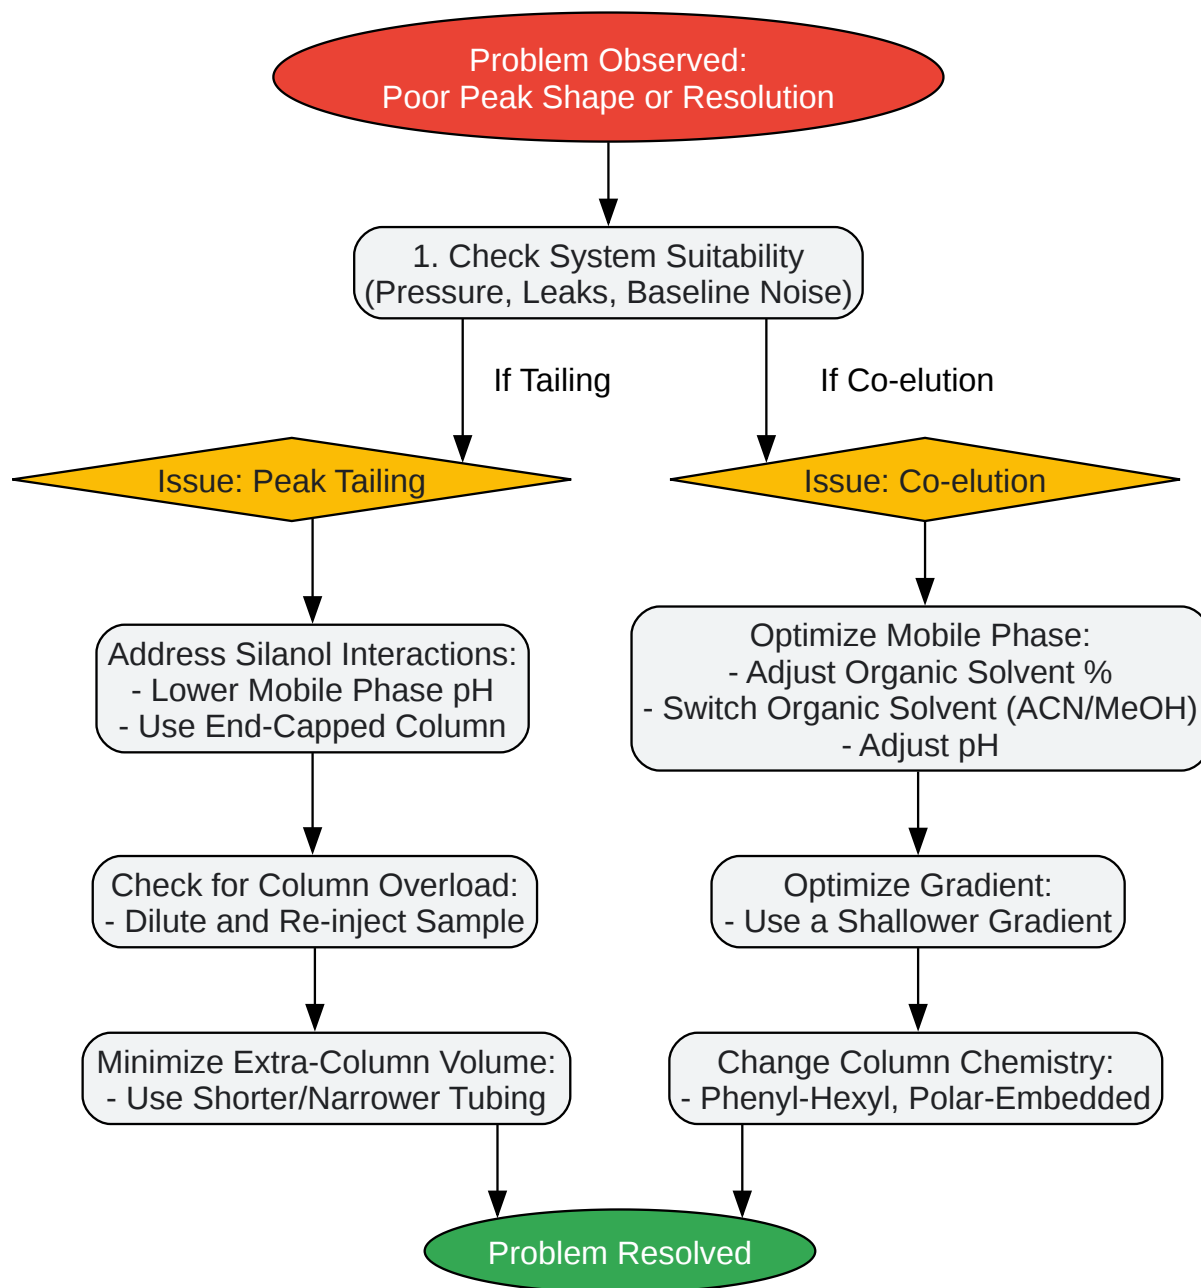 Problem Observed:
Poor Peak Shape or Resolution
1. Check System Suitability
(Pressure, Leaks, Baseline Noise)
If Tailing
If Co-elution
Issue: Peak Tailing
Issue: Co-elution
Address Silanol Interactions:
- Lower Mobile Phase pH
- Use End-Capped Column
Optimize Mobile Phase:
- Adjust Organic Solvent %
- Switch Organic Solvent (ACN/MeOH)
- Adjust pH
Check for Column Overload:
- Dilute and Re-inject Sample
Optimize Gradient:
- Use a Shallower Gradient
Minimize Extra-Column Volume:
- Use Shorter/Narrower Tubing
Change Column Chemistry:
- Phenyl-Hexyl, Polar-Embedded
Problem Resolved